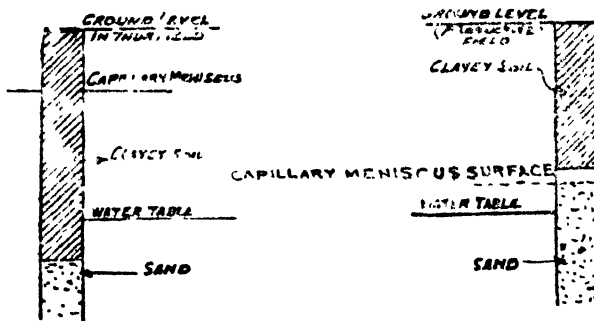 GROUND LEVEL
CAPILLARY MENISCUS
CLAYEY SOIL
WATER TABLE
SAND
GROUND LEVEL
FIELD
CLAYEY SOIL
CAPILLARY MENISCUS SURFACE
WATER TABLE
SAND